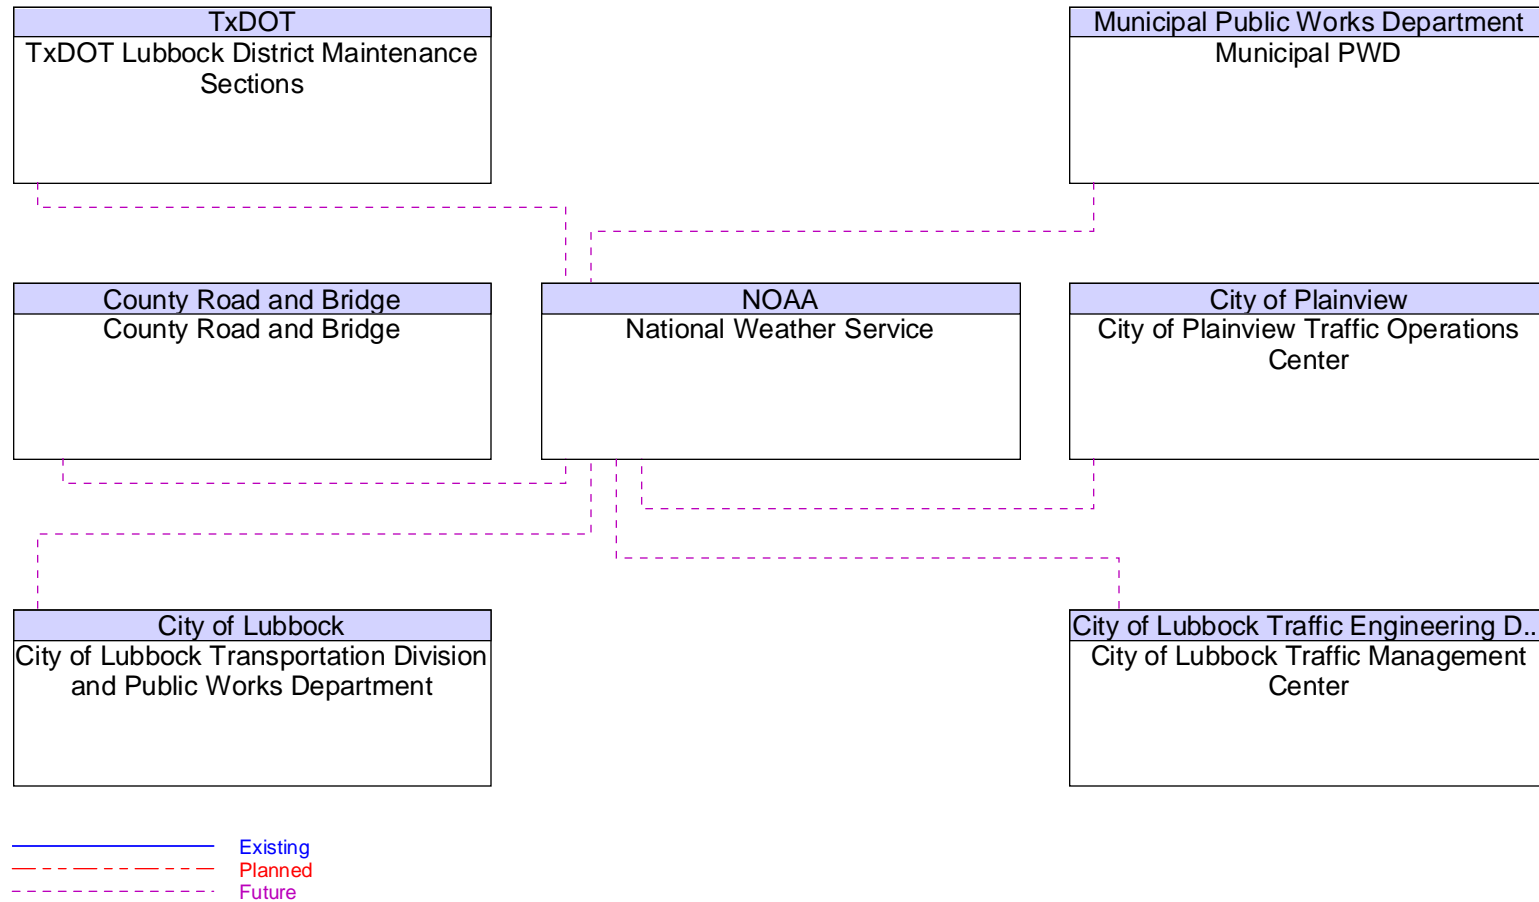 TxDOT
TxDOT Lubbock District Maintenance
Sections
Municipal Public Works Department
Municipal PWD
County Road and Bridge
County Road and Bridge
NOAA
National Weather Service
City of Plainview
City of Plainview Traffic Operations
Center
City of Lubbock
City of Lubbock Transportation Division
and Public Works Department
City of Lubbock Traffic Engineering D..
City of Lubbock Traffic Management
Center
Existing
Planned
Future